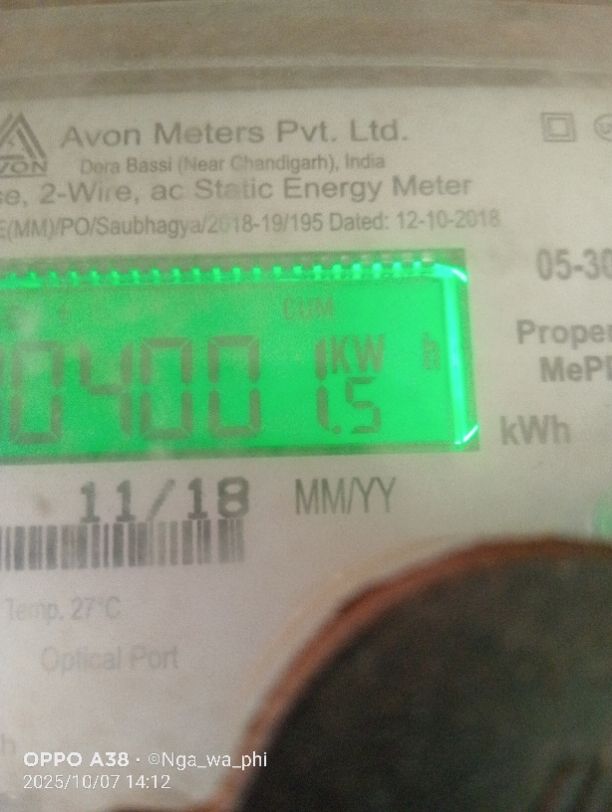 AVON
Avon Meters Pvt. Ltd.
Dera Bassi (Near Chandigarh), India
se, 2-Wire, ac Static Energy Meter
E(MM)/PO/Saubhagya/2018-19/195 Dated: 12-10-2018
05-30
CUM
04001.5 KW h
Proper
MePD
kWh
11/18 MM/YY
Temp. 27°C
Optical Port
h
OPPO A38 · ©Nga_wa_phi
2025/10/07 14:12